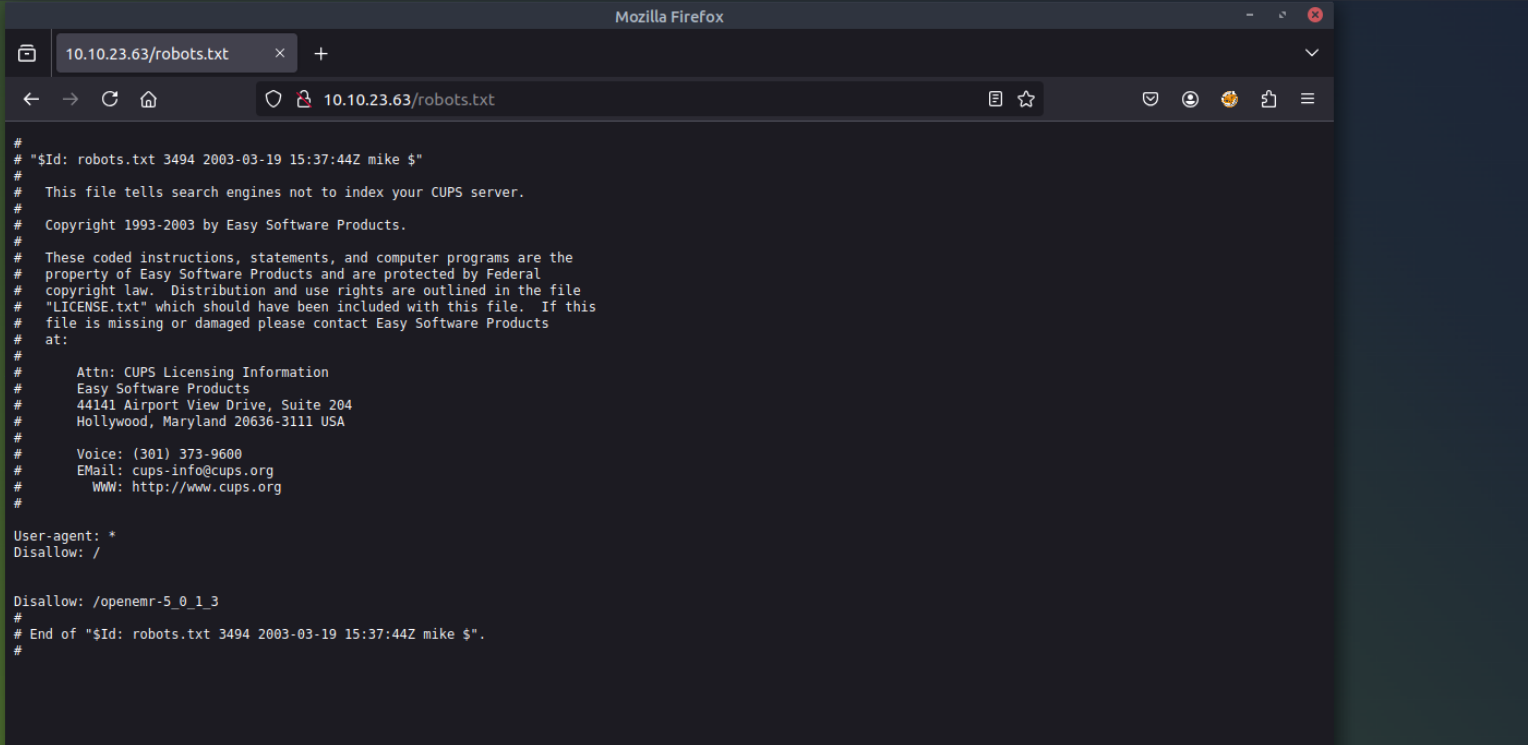 Mozilla Firefox
10.10.23.63/robots.txt
10.10.23.63/robots.txt
#
# "$Id: robots.txt 3494 2003-03-19 15:37:44Z mike $"
#
#   This file tells search engines not to index your CUPS server.
#
#   Copyright 1993-2003 by Easy Software Products.
#
#   These coded instructions, statements, and computer programs are the
#   property of Easy Software Products and are protected by Federal
#   copyright law.  Distribution and use rights are outlined in the file
#   "LICENSE.txt" which should have been included with this file.  If this
#   file is missing or damaged please contact Easy Software Products
#   at:
#
#       Attn: CUPS Licensing Information
#       Easy Software Products
#       44141 Airport View Drive, Suite 204
#       Hollywood, Maryland 20636-3111 USA
#
#       Voice: (301) 373-9600
#       EMail: cups-info@cups.org
#         WWW: http://www.cups.org
#
User-agent: *
Disallow: /
Disallow: /openemr-5_0_1_3
#
# End of "$Id: robots.txt 3494 2003-03-19 15:37:44Z mike $".
#